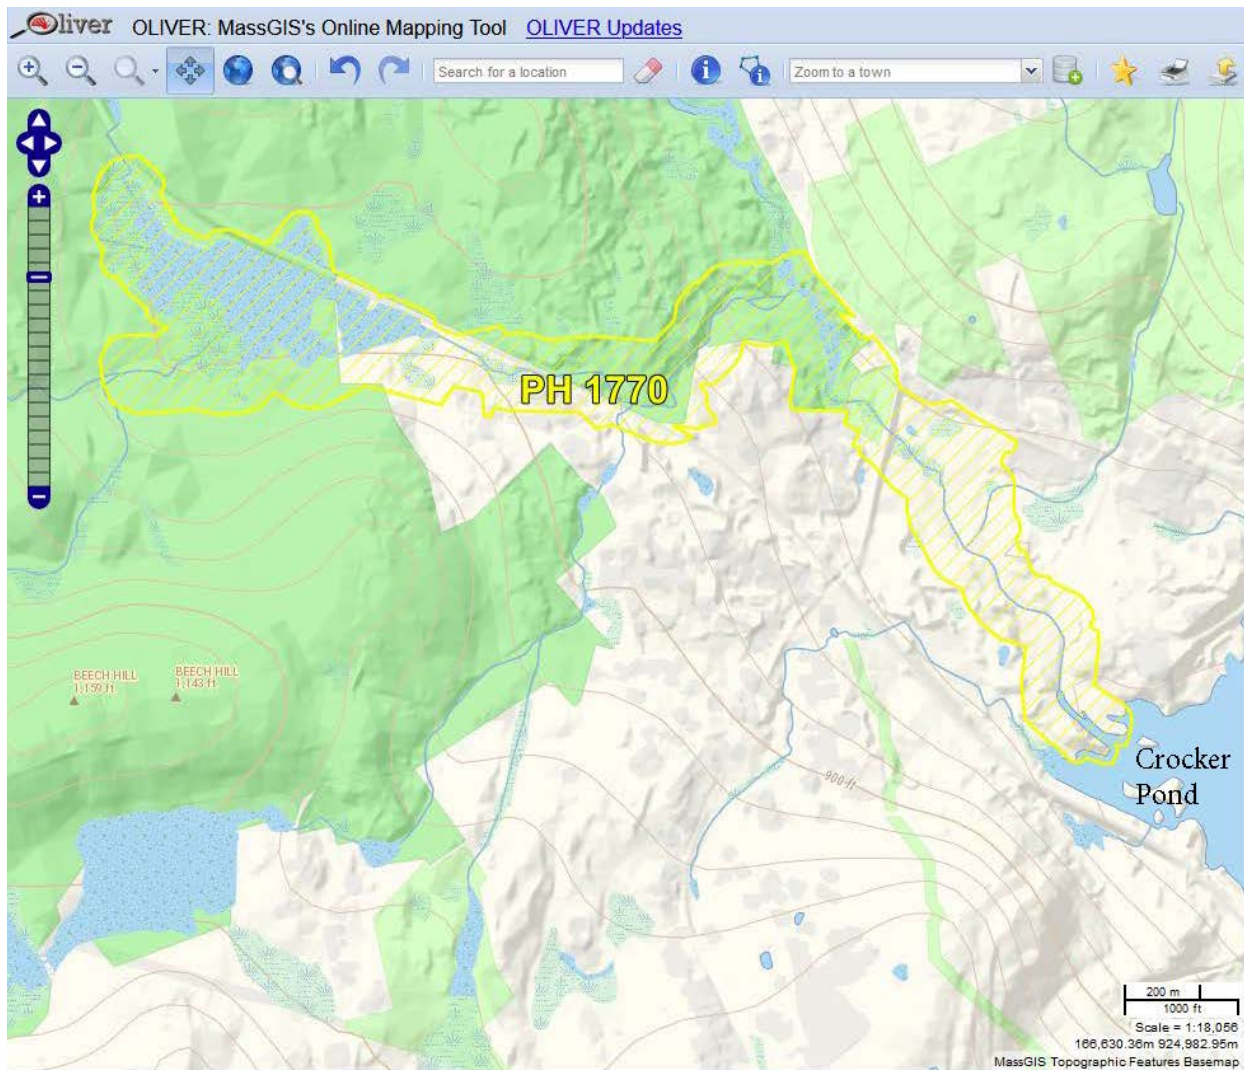 Oliver OLIVER: MassGIS's Online Mapping Tool OLIVER Updates
Search for a location
Zoom to a town
PH 1770
BEECH HILL
1,159 ft
BEECH HILL
1,143 ft
Crocker
Pond
900-ft
200 m
1000 ft
Scale = 1:18,056
166,630.36m 924,982.95m
MassGIS Topographic Features Basemap